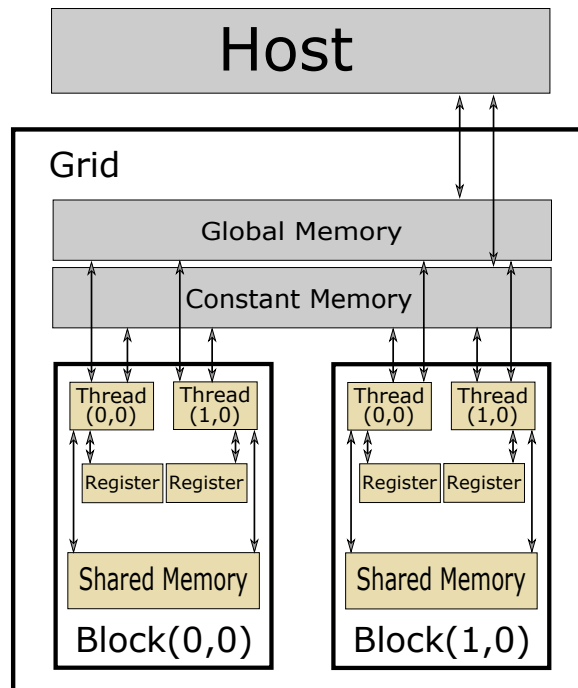 Host
Grid
Global Memory
Constant Memory
Thread
(0,0)
Thread
(1,0)
Register
Register
Shared Memory
Block(0,0)
Thread
(0,0)
Thread
(1,0)
Register
Register
Shared Memory
Block(1,0)